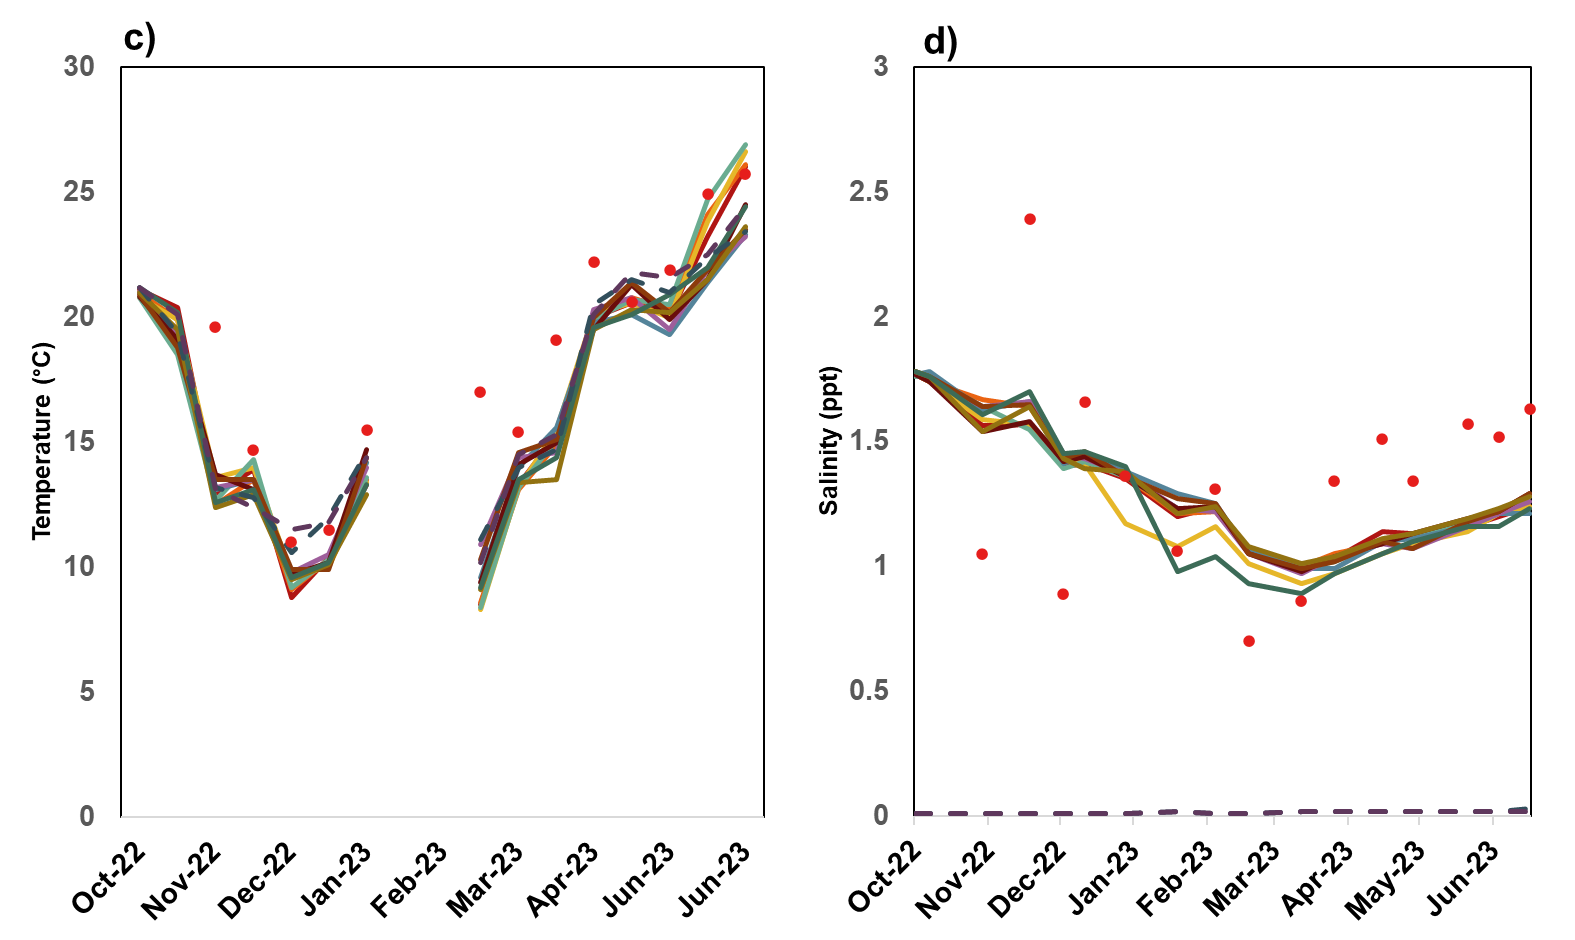 c)
30
25
20
15
10
5
0
Temperature (°C)
Oct-22
Nov-22
Dec-22
Jan-23
Feb-23
Mar-23
Apr-23
Jun-23
Jun-23
d)
3
2.5
2
1.5
1
0.5
0
Salinity (ppt)
Oct-22
Nov-22
Dec-22
Jan-23
Feb-23
Mar-23
Apr-23
May-23
Jun-23